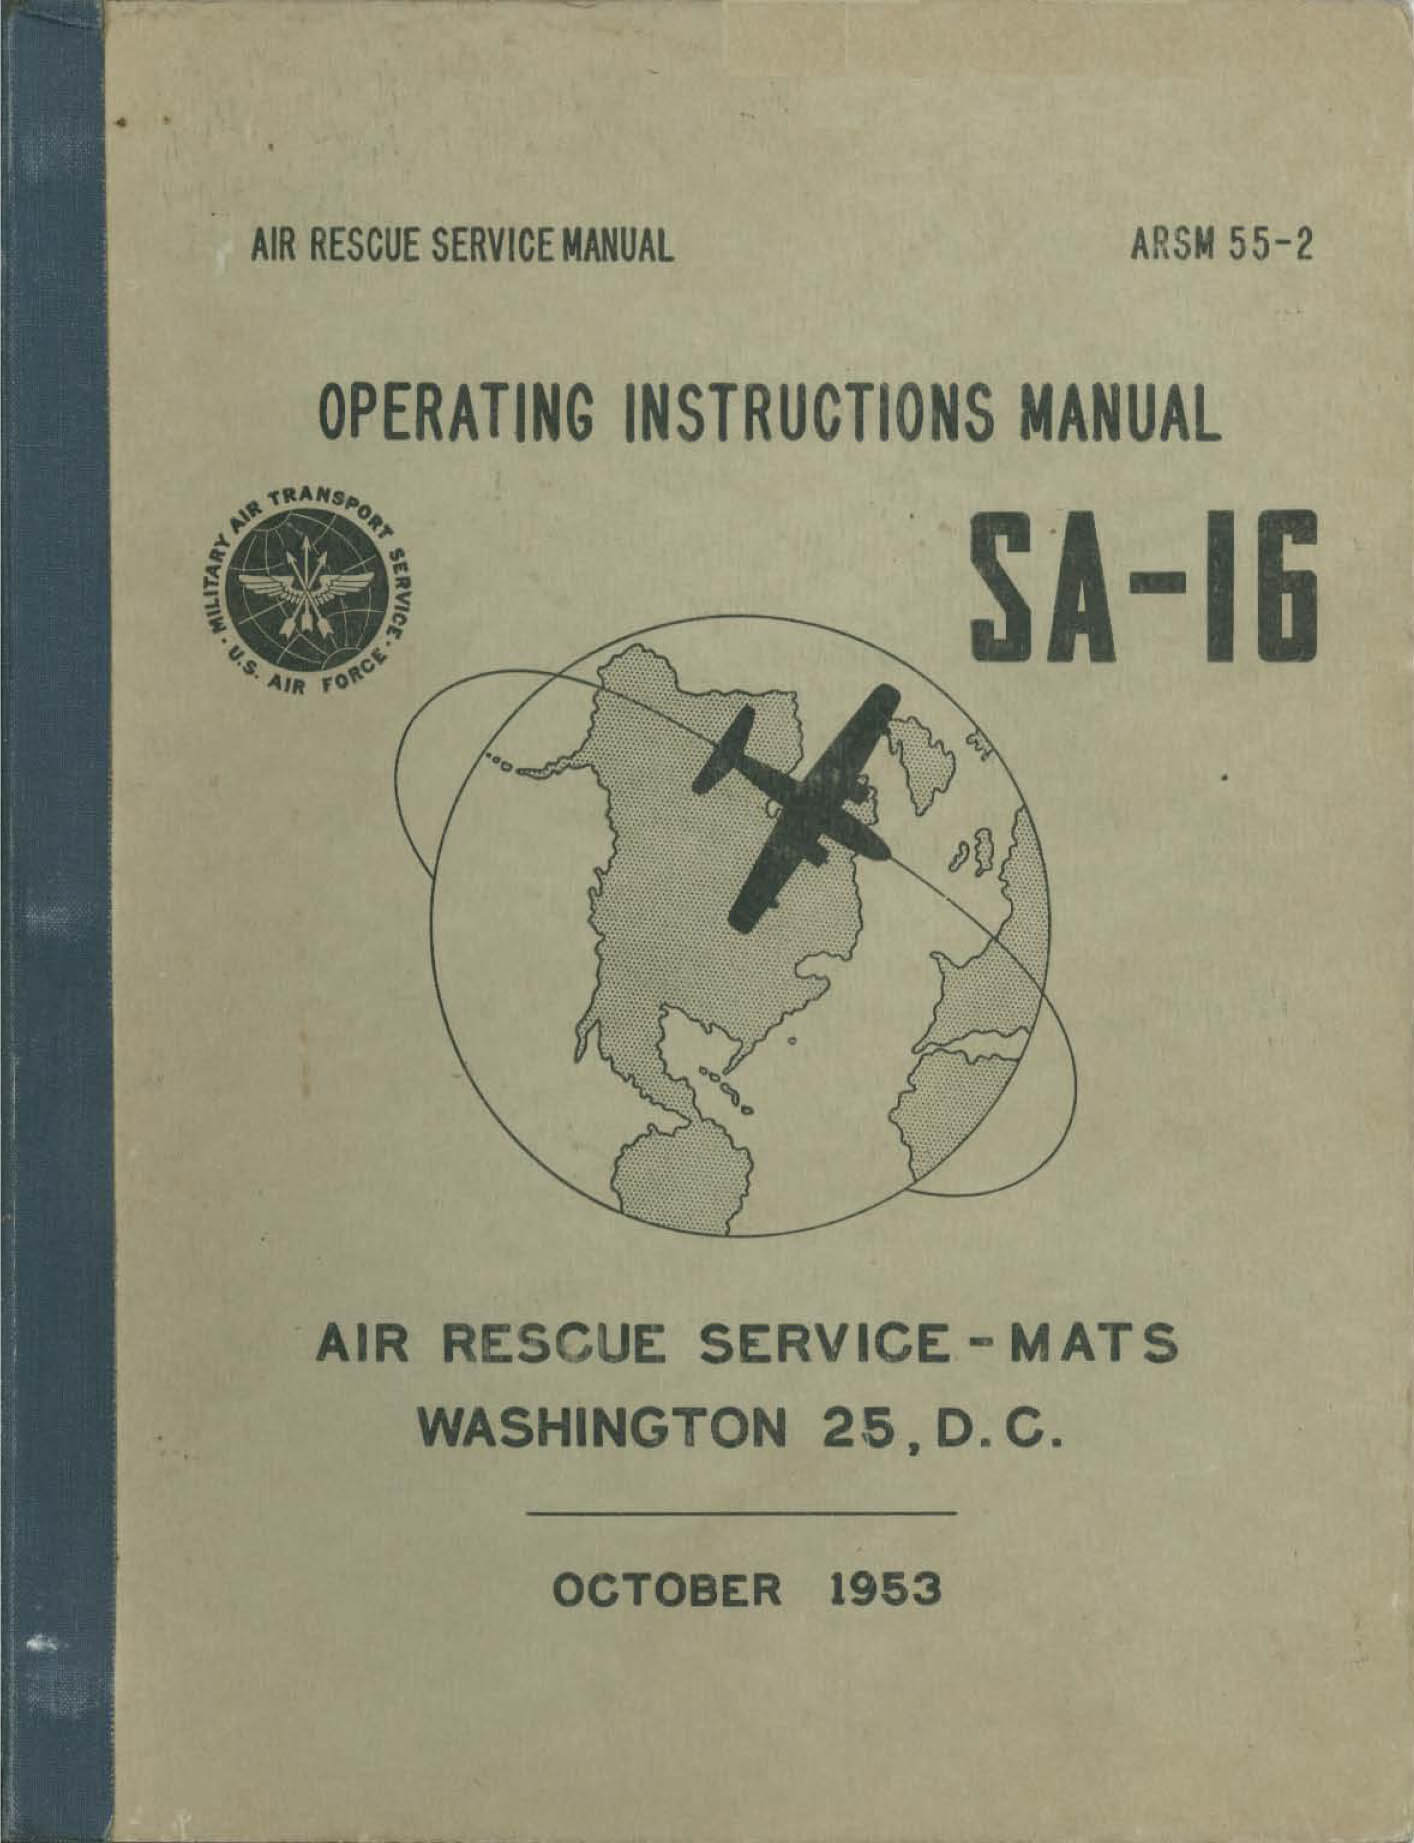 AIR RESCUE SERVICE MANUAL ARSM 55-2
OPERATING INSTRUCTIONS MANUAL
MILITARY AIR TRANSPORT SERVICE · U.S. AIR FORCE ·
SA-16
AIR RESCUE SERVICE - MATS
WASHINGTON 25, D.C.
OCTOBER 1953